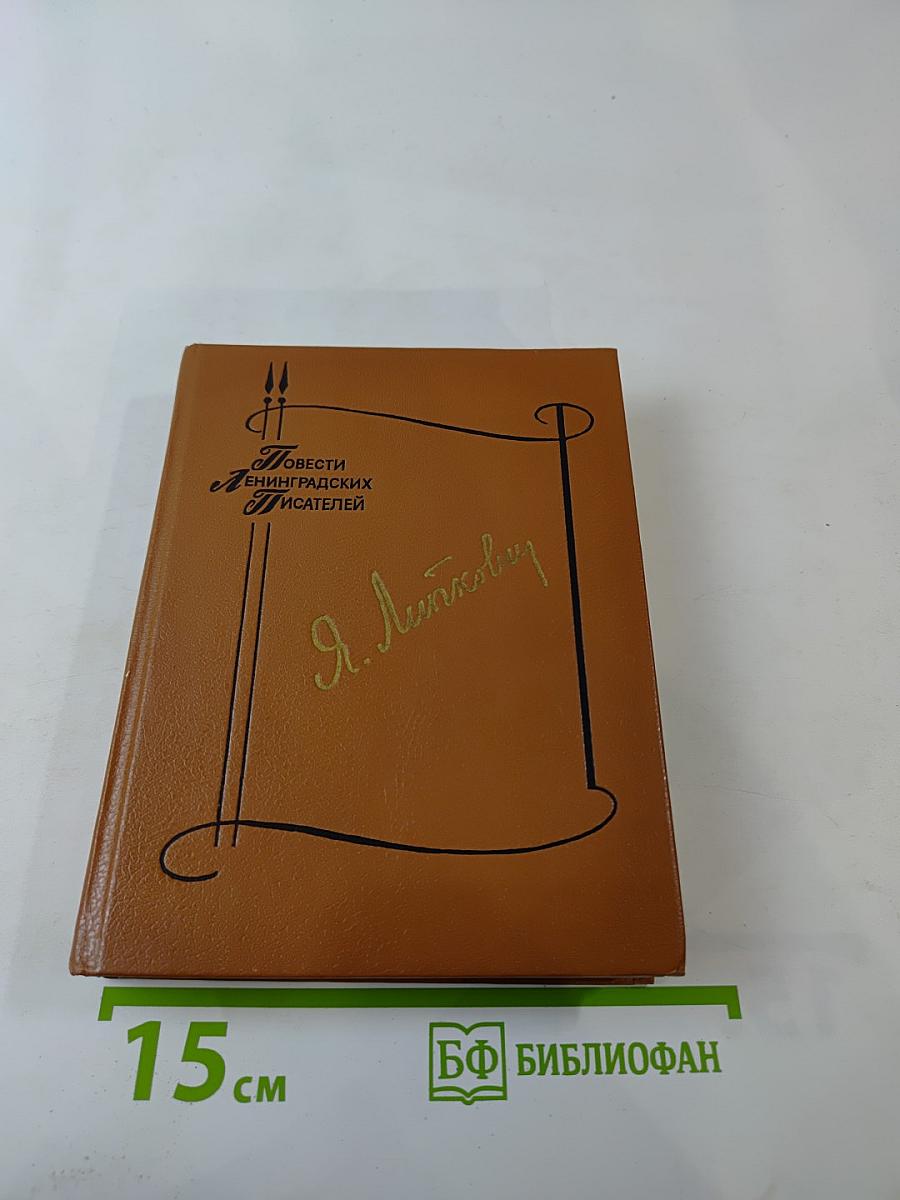 Повести
Ленинградских
Писателей
Я. Липкович
15 см
БФ БИБЛИОФАН